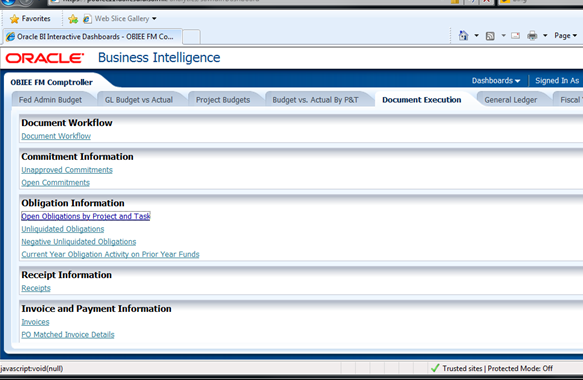 Favorites
Web Slice Gallery
Oracle BI Interactive Dashboards - OBIEE FM Co...
Page
ORACLE Business Intelligence
OBIEE FM Comptroller
Dashboards
Signed In As
Fed Admin Budget
GL Budget vs Actual
Project Budgets
Budget vs. Actual By P&T
Document Execution
General Ledger
Fiscal
Document Workflow
Document Workflow
Commitment Information
Unapproved Commitments
Open Commitments
Obligation Information
Open Obligations by Project and Task
Unliquidated Obligations
Negative Unliquidated Obligations
Current Year Obligation Activity on Prior Year Funds
Receipt Information
Receipts
Invoice and Payment Information
Invoices
PO Matched Invoice Details
javascript:void(null)
Trusted sites | Protected Mode: Off